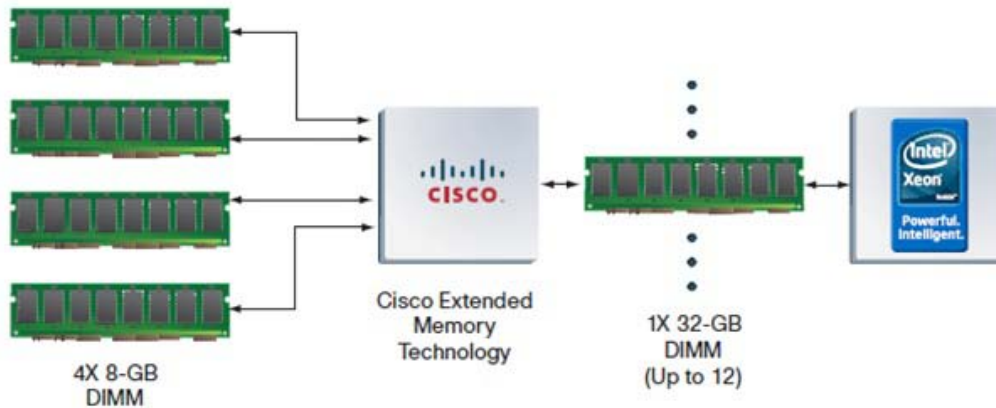 4X 8-GB
DIMM
CISCO
Cisco Extended
Memory
Technology
1X 32-GB
DIMM
(Up to 12)
Intel
Xeon
Powerful.
Intelligent.